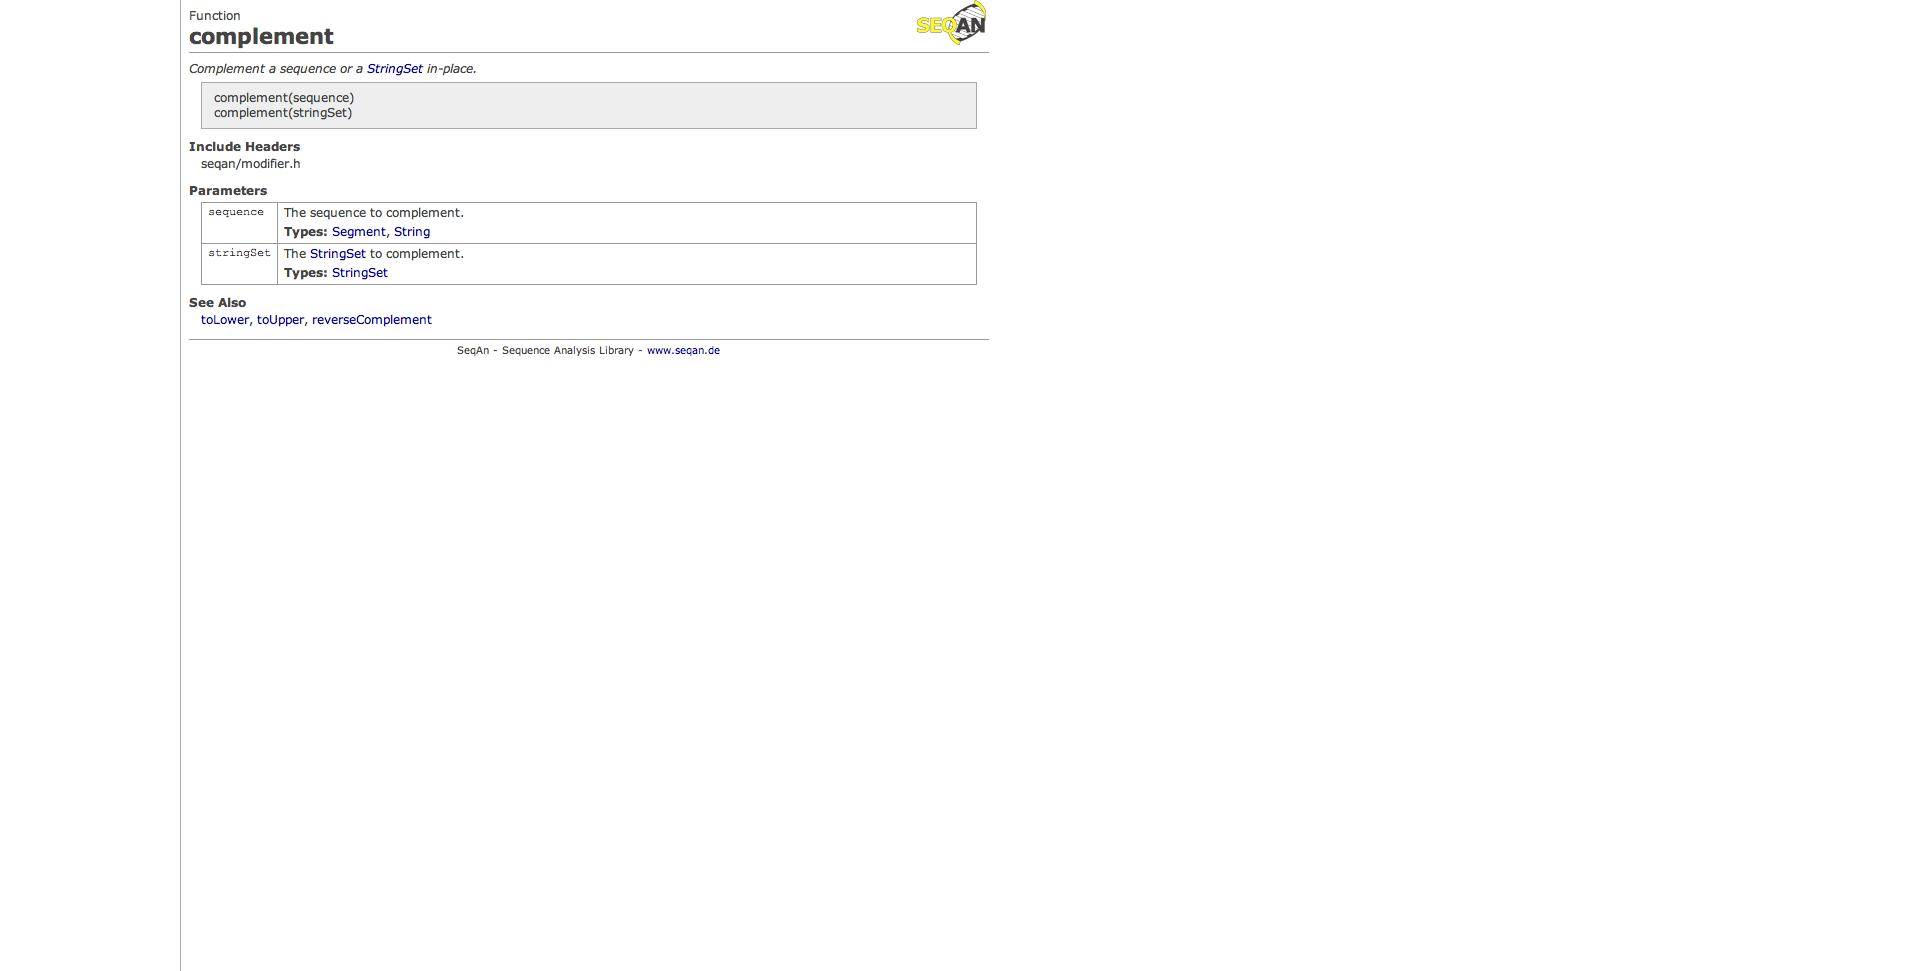 Function
complement
SEQAN
Complement a sequence or a StringSet in-place.
complement(sequence)
complement(stringSet)
Include Headers
seqan/modifier.h
Parameters
sequence
The sequence to complement.
Types: Segment, String
stringSet
The StringSet to complement.
Types: StringSet
See Also
toLower, toUpper, reverseComplement
SeqAn - Sequence Analysis Library - www.seqan.de